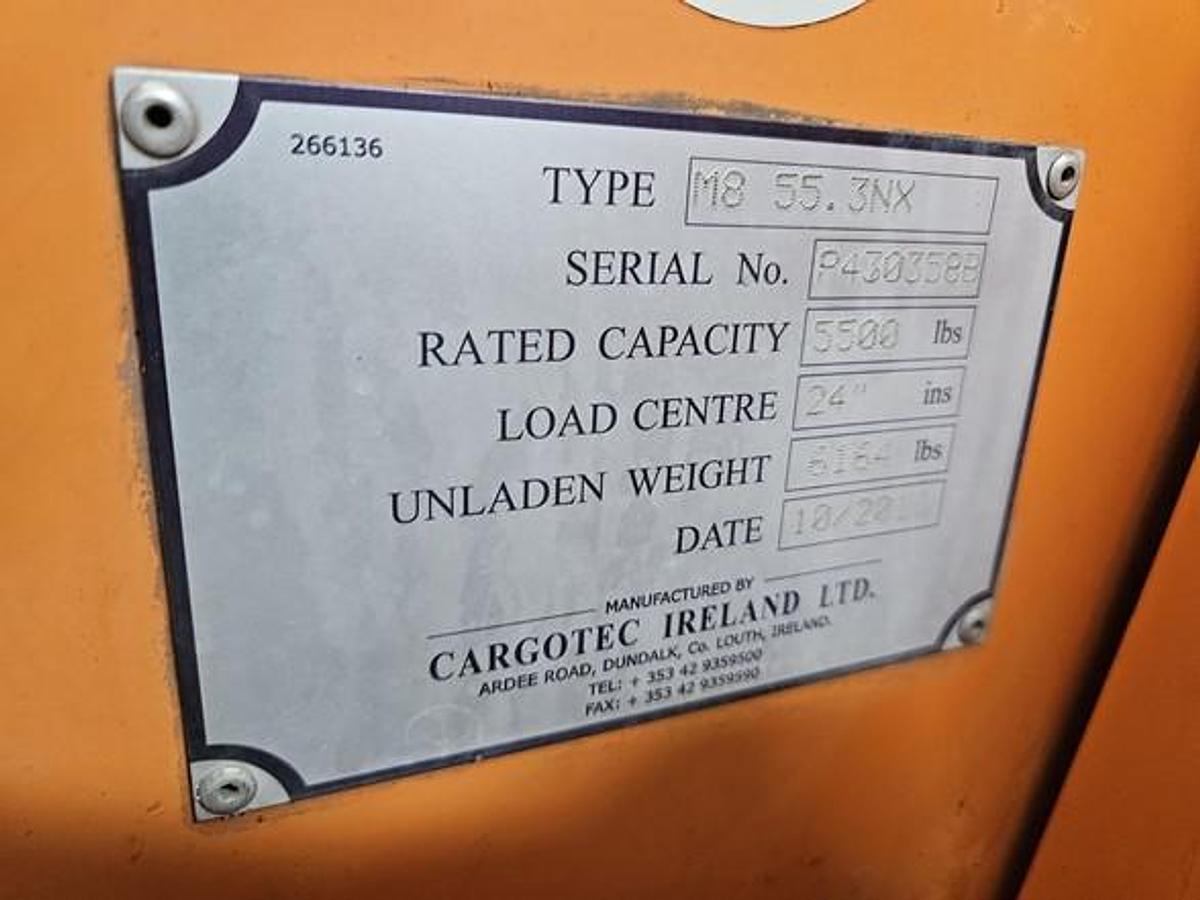 266136
TYPE M8 55.3NX
SERIAL No.
RATED CAPACITY 5500 lbs
LOAD CENTRE 24" ins
UNLADEN WEIGHT lbs
DATE
MANUFACTURED BY
CARGOTEC IRELAND LTD.
ARDEE ROAD, DUNDALK, Co. LOUTH, IRELAND.
TEL: + 353 42 9359500
FAX: + 353 42 9359590